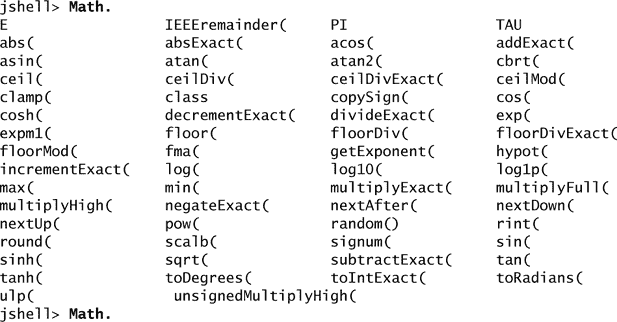 jshell> Math.
E IEEEremainder( PI TAU
abs( absExact( acos( addExact(
asin( atan( atan2( cbrt(
ceil( ceilDiv( ceilDivExact( ceilMod(
clamp( class copySign( cos(
cosh( decrementExact( divideExact( exp(
expm1( floor( floorDiv( floorDivExact(
floorMod( fma( getExponent( hypot(
incrementExact( log( log10( log1p(
max( min( multiplyExact( multiplyFull(
multiplyHigh( negateExact( nextAfter( nextDown(
nextUp( pow( random() rint(
round( scalb( signum( sin(
sinh( sqrt( subtractExact( tan(
tanh( toDegrees( toIntExact( toRadians(
ulp( unsignedMultiplyHigh(
jshell> Math.